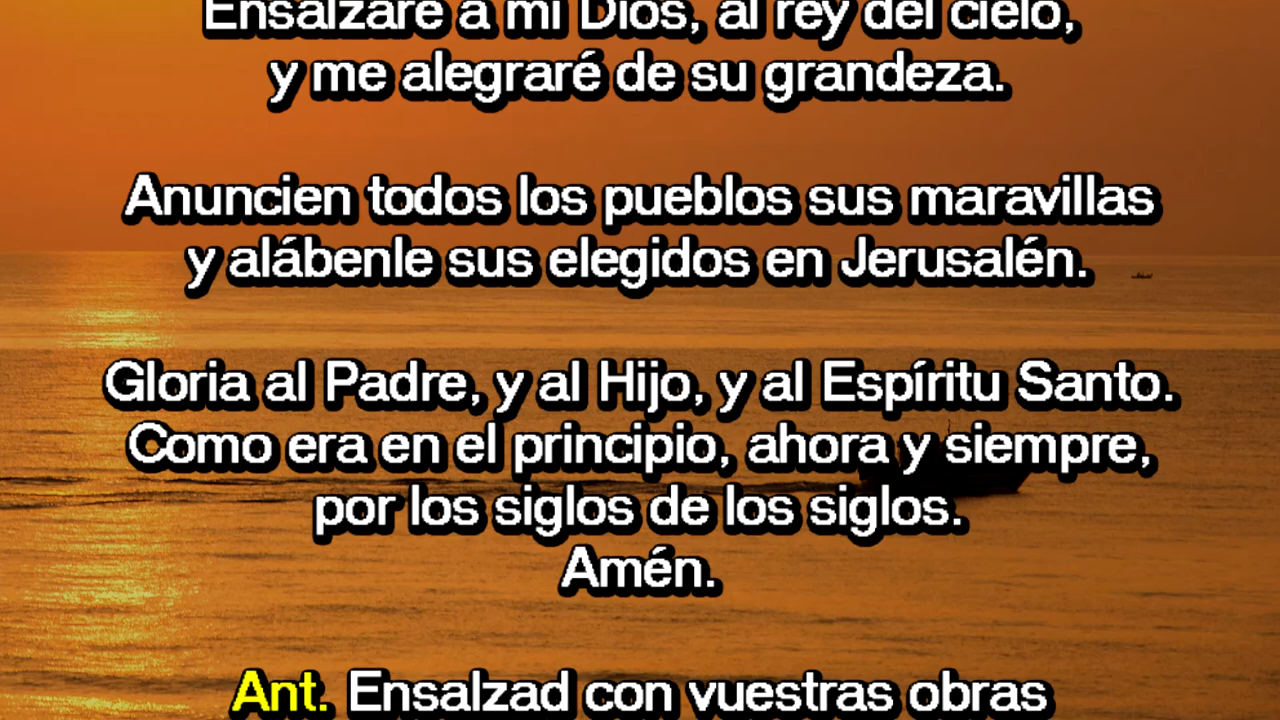 Ensalzaré a mi Dios, al rey del cielo,
y me alegraré de su grandeza.
Anuncien todos los pueblos sus maravillas
y alábenle sus elegidos en Jerusalén.
Gloria al Padre, y al Hijo, y al Espíritu Santo.
Como era en el principio, ahora y siempre,
por los siglos de los siglos.
Amén.
Ant. Ensalzad con vuestras obras